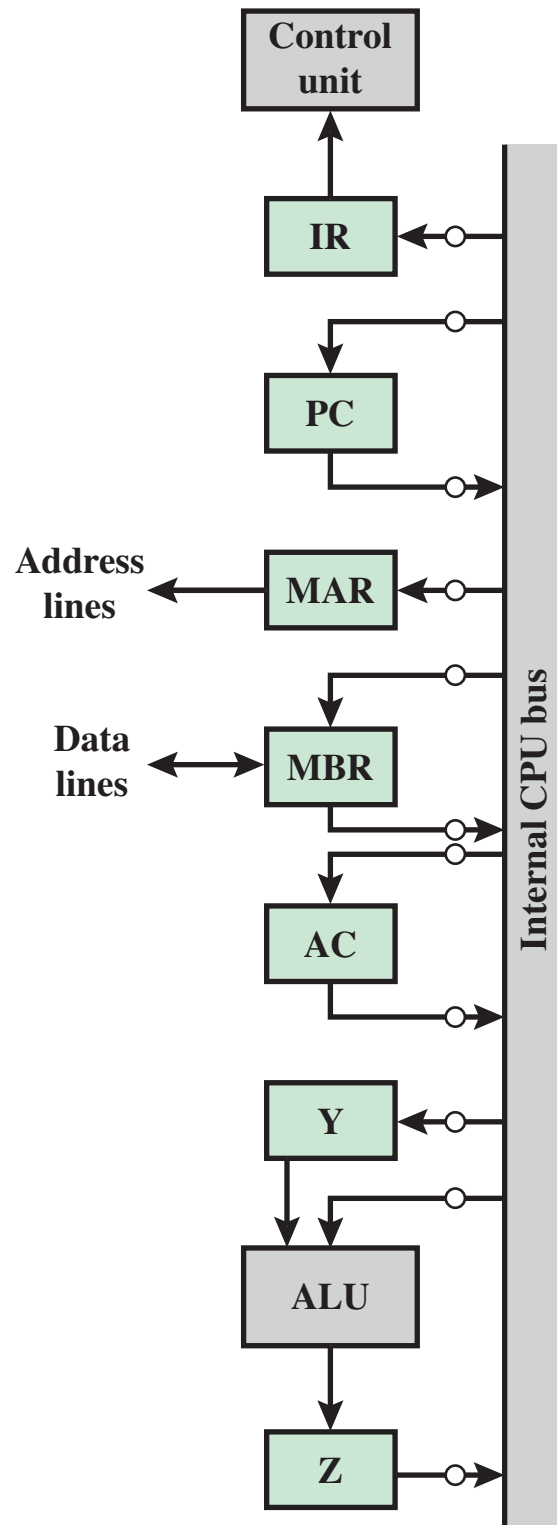 Control
unit
IR
PC
Address
lines
MAR
Data
lines
MBR
Internal CPU bus
AC
Y
ALU
Z